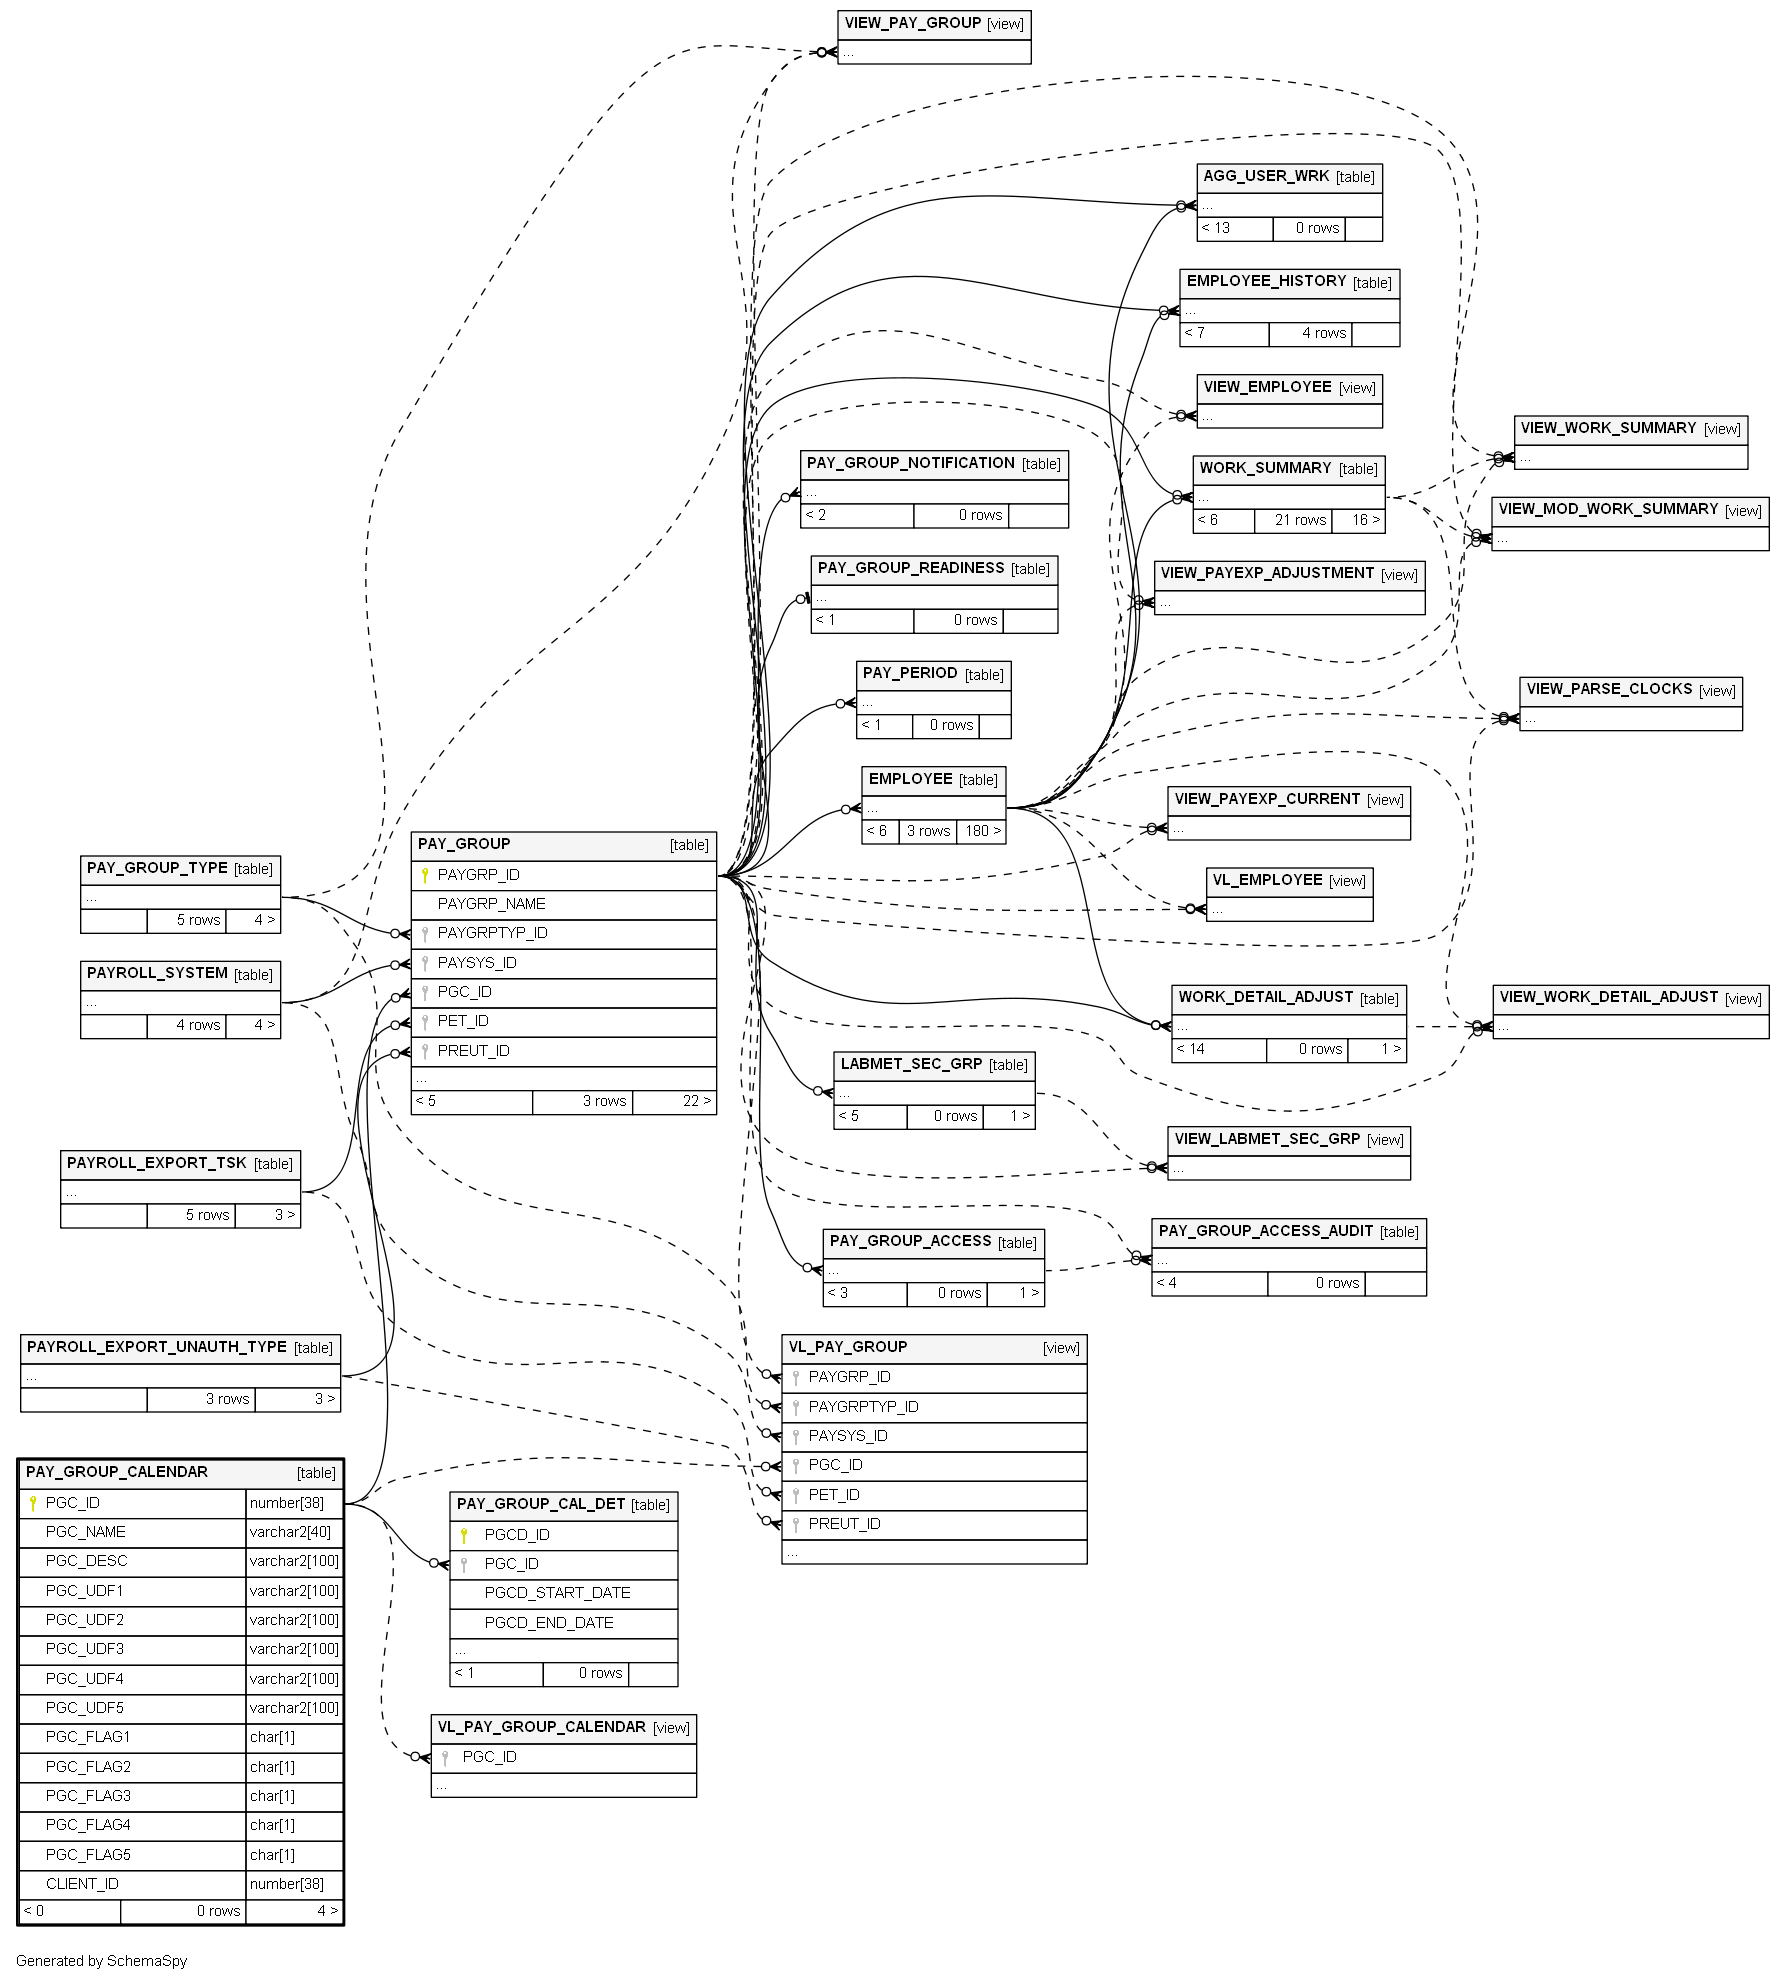 VIEW_PAY_GROUP [view]
...
AGG_USER_WRK [table]
...
< 13 0 rows
EMPLOYEE_HISTORY [table]
...
< 7 4 rows
VIEW_EMPLOYEE [view]
...
VIEW_WORK_SUMMARY [view]
...
PAY_GROUP_NOTIFICATION [table]
...
< 2 0 rows
WORK_SUMMARY [table]
...
< 6 21 rows 16 >
VIEW_MOD_WORK_SUMMARY [view]
...
PAY_GROUP_READINESS [table]
...
< 1 0 rows
VIEW_PAYEXP_ADJUSTMENT [view]
...
PAY_PERIOD [table]
...
< 1 0 rows
VIEW_PARSE_CLOCKS [view]
...
EMPLOYEE [table]
...
< 6 3 rows 180 >
VIEW_PAYEXP_CURRENT [view]
...
PAY_GROUP_TYPE [table]
...
5 rows 4 >
PAY_GROUP [table]
PAYGRP_ID
PAYGRP_NAME
PAYGRPTYP_ID
PAYSYS_ID
PGC_ID
PET_ID
PREUT_ID
...
< 5 3 rows 22 >
VL_EMPLOYEE [view]
...
PAYROLL_SYSTEM [table]
...
4 rows 4 >
WORK_DETAIL_ADJUST [table]
...
< 14 0 rows 1 >
VIEW_WORK_DETAIL_ADJUST [view]
...
LABMET_SEC_GRP [table]
...
< 5 0 rows 1 >
VIEW_LABMET_SEC_GRP [view]
...
PAYROLL_EXPORT_TSK [table]
...
5 rows 3 >
PAY_GROUP_ACCESS [table]
...
< 3 0 rows 1 >
PAY_GROUP_ACCESS_AUDIT [table]
...
< 4 0 rows
PAYROLL_EXPORT_UNAUTH_TYPE [table]
...
3 rows 3 >
VL_PAY_GROUP [view]
PAYGRP_ID
PAYGRPTYP_ID
PAYSYS_ID
PGC_ID
PET_ID
PREUT_ID
...
PAY_GROUP_CALENDAR [table]
PGC_ID number[38]
PGC_NAME varchar2[40]
PGC_DESC varchar2[100]
PGC_UDF1 varchar2[100]
PGC_UDF2 varchar2[100]
PGC_UDF3 varchar2[100]
PGC_UDF4 varchar2[100]
PGC_UDF5 varchar2[100]
PGC_FLAG1 char[1]
PGC_FLAG2 char[1]
PGC_FLAG3 char[1]
PGC_FLAG4 char[1]
PGC_FLAG5 char[1]
CLIENT_ID number[38]
< 0 0 rows 4 >
PAY_GROUP_CAL_DET [table]
PGCD_ID
PGC_ID
PGCD_START_DATE
PGCD_END_DATE
...
< 1 0 rows
VL_PAY_GROUP_CALENDAR [view]
PGC_ID
...
Generated by SchemaSpy